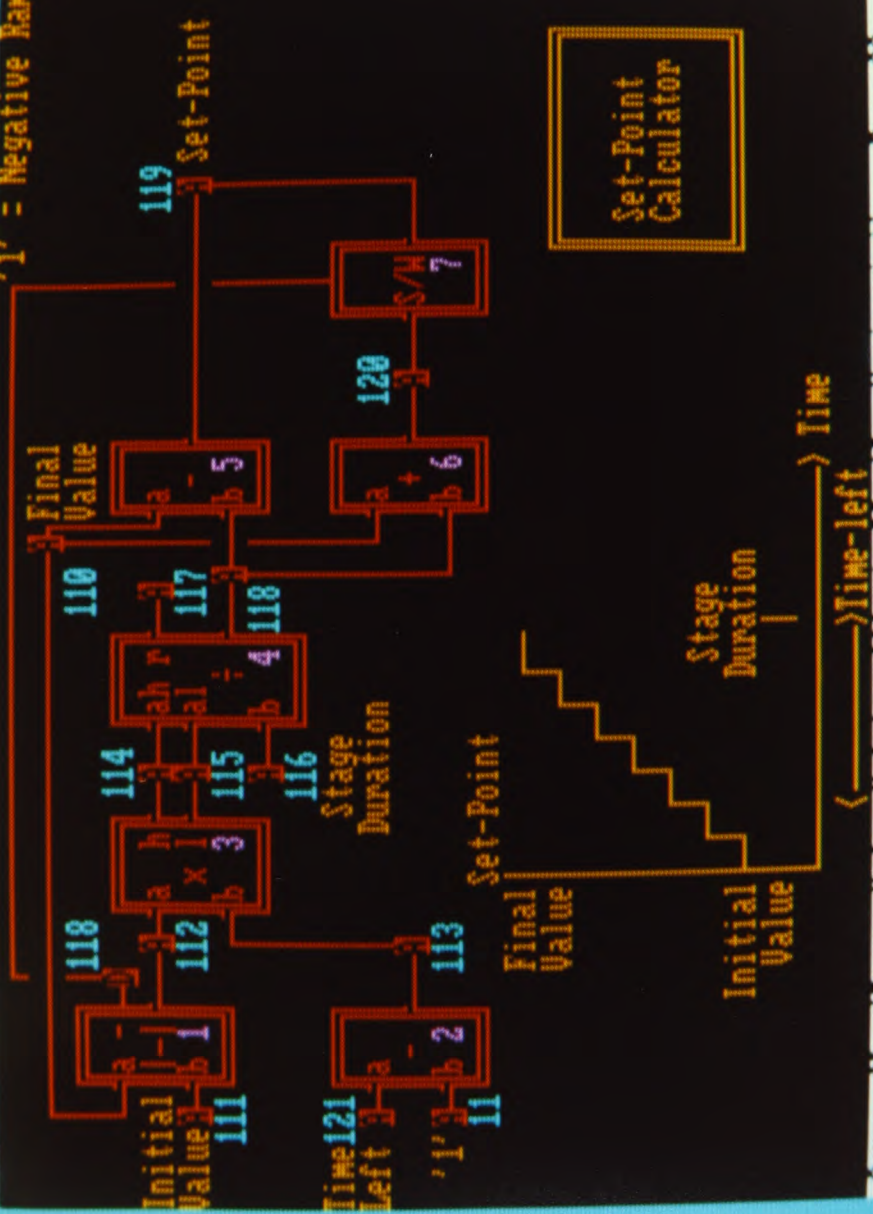 '1' = Negative
Final
Value
118
110
119
a -
|-|
b 1
112
114
a h
x l
b 3
115
ah r
al ÷
b 4
117
a -
b 5
Set-Point
Initial
Value
111
116
118
Stage
Duration
Time
Left
121
'1'
11
a -
b 2
113
a +
b 6
120
S/H
7
Set-Point
Final
Value
Initial
Value
Stage
Duration
Time
Time-left
Set-Point
Calculator